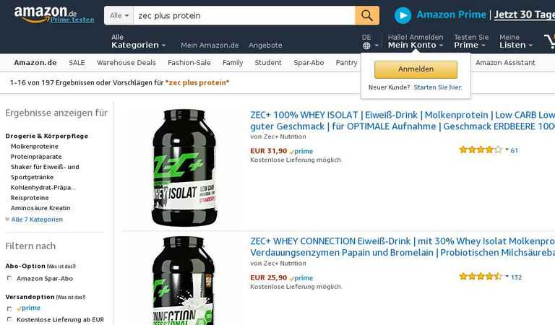 amazon.de
Prime testen
Alle
zec plus protein
Amazon Prime | Jetzt 30 Tage
Alle
Kategorien
Mein Amazon.de
Angebote
DE
Hallo! Anmelden
Mein Konto
Testen Sie
Prime
Meine
Listen
Amazon.de
SALE
Warehouse Deals
Fashion-Sale
Family
Student
Spar-Abo
Pantry
Amazon Assistant
Anmelden
Neuer Kunde? Starten Sie hier.
1-16 von 197 Ergebnissen oder Vorschlägen für "zec plus protein"
Ergebnisse anzeigen für
Drogerie & Körperpflege
Molkenproteine
Proteinpräparate
Shaker für Eiweiß- und
Sportgetränke
Kohlenhydrat-Präpa...
Reisproteine
Aminosäure Kreatin
Alle 7 Kategorien
Filtern nach
Abo-Option (Was ist das?)
Amazon Spar-Abo
Versandoption (Was ist das?)
prime
Kostenlose Lieferung ab EUR
ZEC+
WHEY ISOLAT
ZEC+ 100% WHEY ISOLAT | Eiweiß-Drink | Molkenprotein | Low CARB Low
guter Geschmack | für OPTIMALE Aufnahme | Geschmack ERDBEERE 100
von Zec+ Nutrition
EUR 31,90 prime
Kostenlose Lieferung möglich.
61
ZEC+
CONNECTION
PROFESSIONAL
ZEC+ WHEY CONNECTION Eiweiß-Drink | mit 30% Whey Isolat Molkenpro
Verdauungsenzymen Papain und Bromelain | Probiotischen Milchsäureba
von Zec+ Nutrition
EUR 25,90 prime
Kostenlose Lieferung möglich.
132